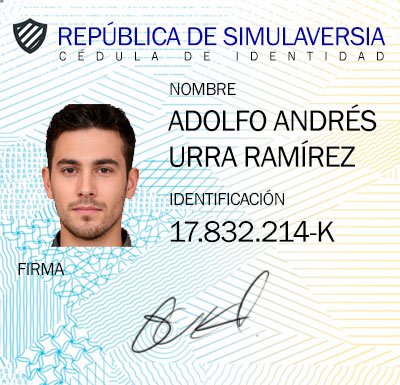 REPÚBLICA DE SIMULAVERSIA
CÉDULA DE IDENTIDAD
NOMBRE
ADOLFO ANDRÉS
URRA RAMÍREZ
IDENTIFICACIÓN
17.832.214-K
FIRMA